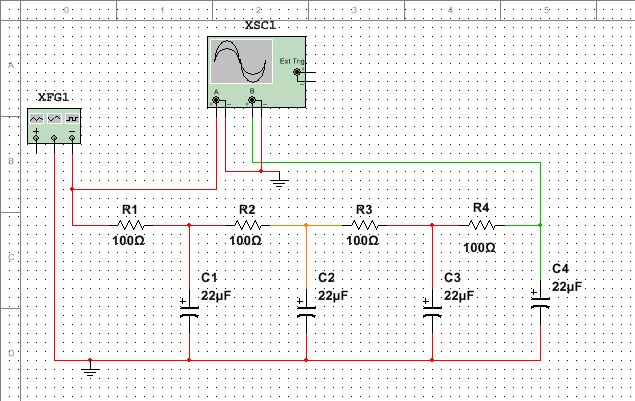 0 1 2 3 4 5
XSC1
A
Ext Trig
+
-
A B
+ - + -
XFG1
+ -
B
R1 R2 R3 R4
100Ω 100Ω 100Ω 100Ω
C
C1 C2 C3 C4
22µF 22µF 22µF 22µF
+ + + +
D